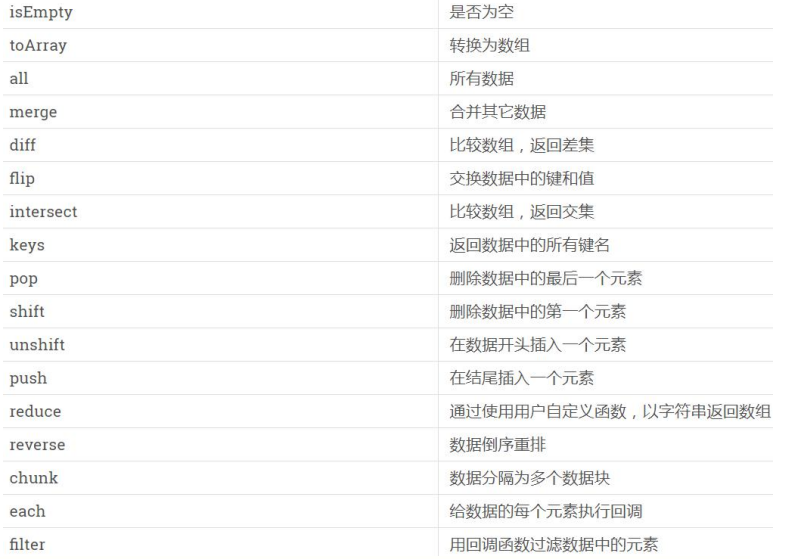 isEmpty 是否为空
toArray 转换为数组
all 所有数据
merge 合并其它数据
diff 比较数组，返回差集
flip 交换数据中的键和值
intersect 比较数组，返回交集
keys 返回数据中的所有键名
pop 删除数据中的最后一个元素
shift 删除数据中的第一个元素
unshift 在数据开头插入一个元素
push 在结尾插入一个元素
reduce 通过使用用户自定义函数，以字符串返回数组
reverse 数据倒序重排
chunk 数据分隔为多个数据块
each 给数据的每个元素执行回调
filter 用回调函数过滤数据中的元素